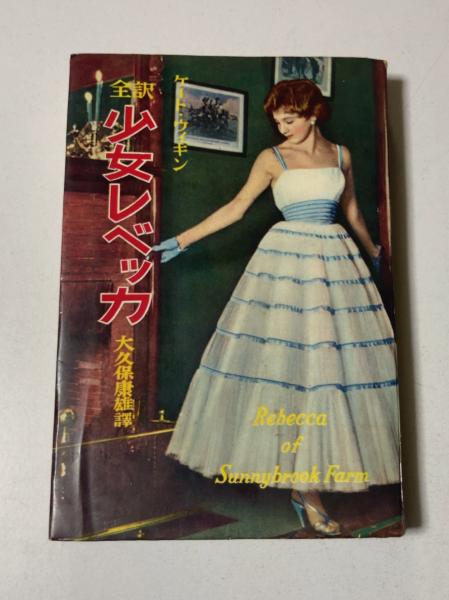 ケート・ウィギン
全訳
少女レベッカ
大久保康雄譯
Rebecca
of
Sunnybrook Farm